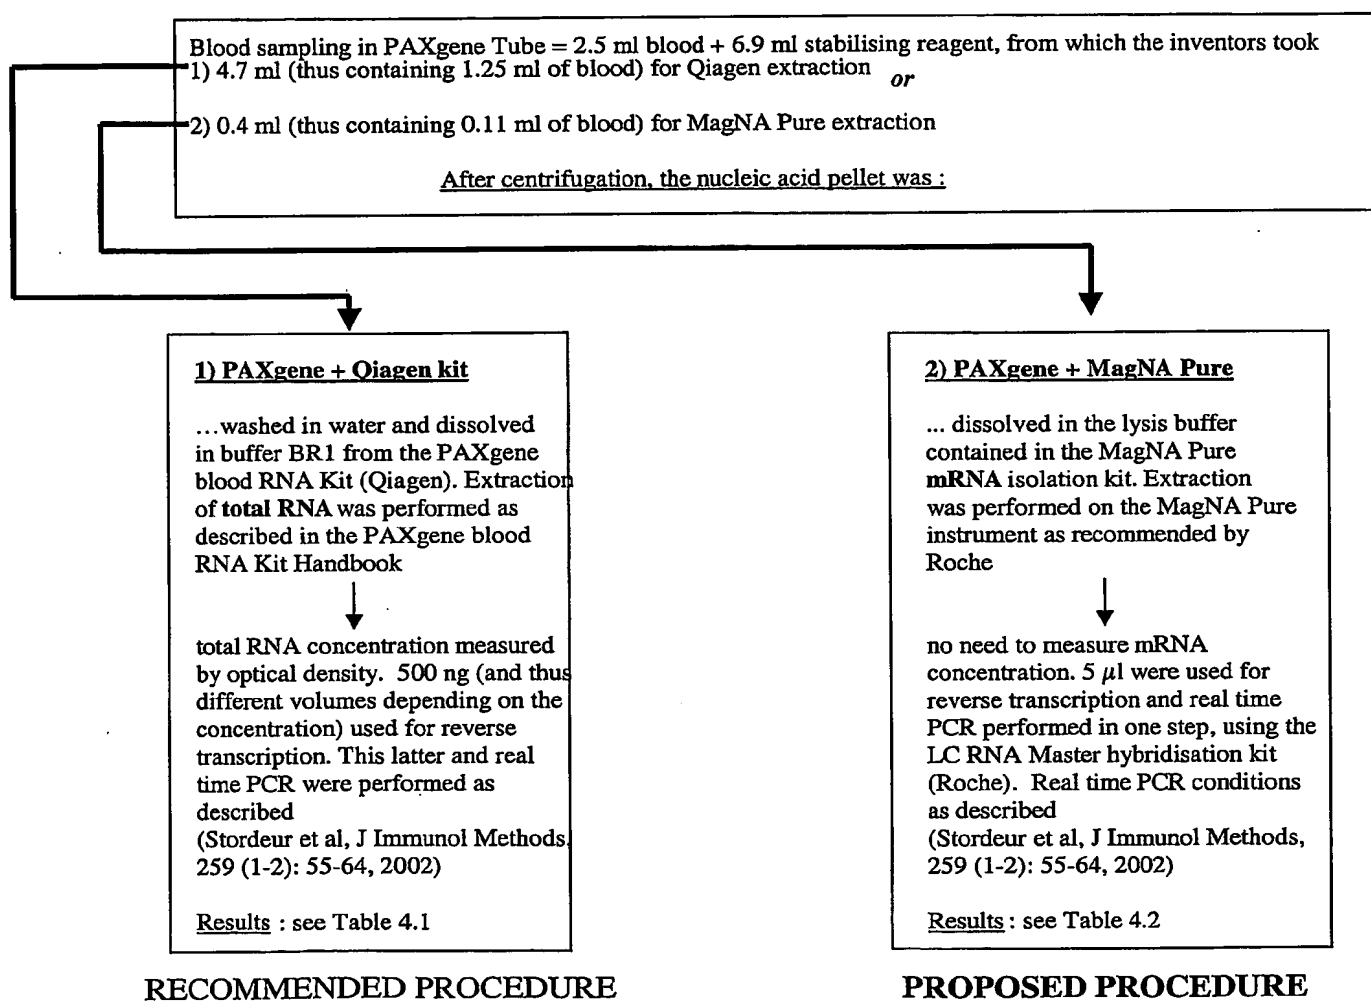 Blood sampling in PAXgene Tube = 2.5 ml blood + 6.9 ml stabilising reagent, from which the inventors took
1) 4.7 ml (thus containing 1.25 ml of blood) for Qiagen extraction or
2) 0.4 ml (thus containing 0.11 ml of blood) for MagNA Pure extraction
After centrifugation, the nucleic acid pellet was :
1) PAXgene + Qiagen kit
...washed in water and dissolved
in buffer BR1 from the PAXgene
blood RNA Kit (Qiagen). Extraction
of total RNA was performed as
described in the PAXgene blood
RNA Kit Handbook
total RNA concentration measured
by optical density. 500 ng (and thus
different volumes depending on the
concentration) used for reverse
transcription. This latter and real
time PCR were performed as
described
(Stordeur et al, J Immunol Methods,
259 (1-2): 55-64, 2002)
Results : see Table 4.1
RECOMMENDED PROCEDURE
2) PAXgene + MagNA Pure
... dissolved in the lysis buffer
contained in the MagNA Pure
mRNA isolation kit. Extraction
was performed on the MagNA Pure
instrument as recommended by
Roche
no need to measure mRNA
concentration. 5 µl were used for
reverse transcription and real time
PCR performed in one step, using the
LC RNA Master hybridisation kit
(Roche). Real time PCR conditions
as described
(Stordeur et al, J Immunol Methods,
259 (1-2): 55-64, 2002)
Results : see Table 4.2
PROPOSED PROCEDURE